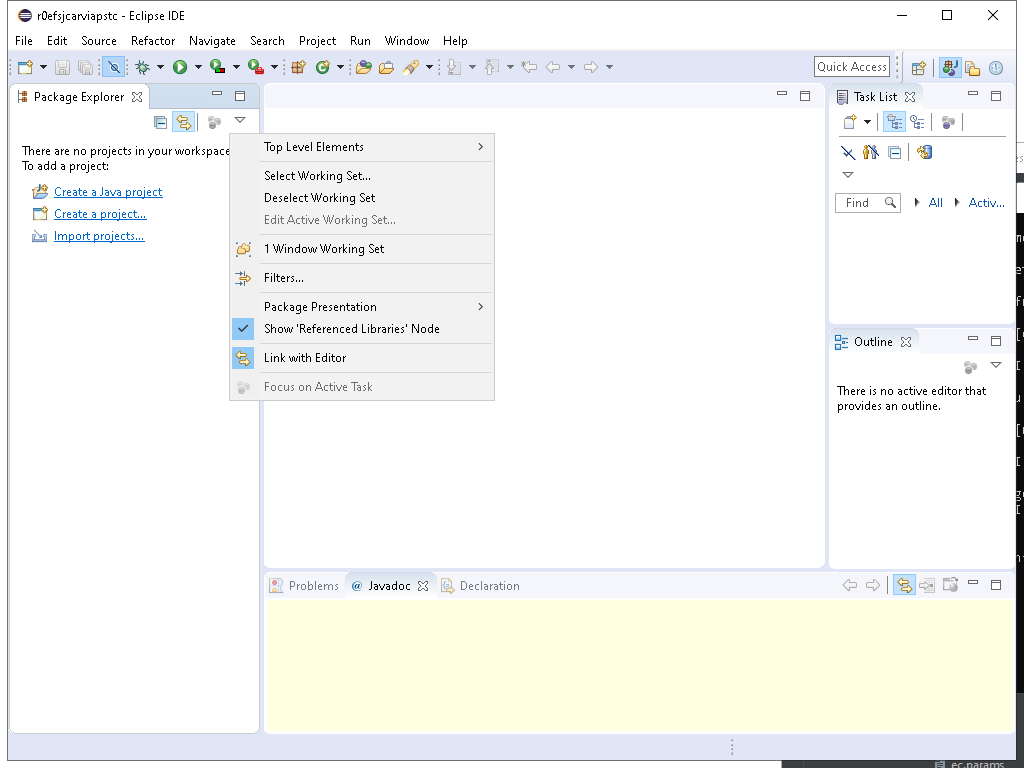 r0efsjcarviapstc - Eclipse IDE
File Edit Source Refactor Navigate Search Project Run Window Help
Quick Access
Package Explorer
Task List
There are no projects in your workspace
To add a project:
Create a Java project
Create a project...
Import projects...
Top Level Elements
Select Working Set...
Deselect Working Set
Edit Active Working Set...
1 Window Working Set
Filters...
Package Presentation
Show 'Referenced Libraries' Node
Link with Editor
Focus on Active Task
Find All Activ...
Outline
There is no active editor that
provides an outline.
Problems @ Javadoc Declaration
ec.params